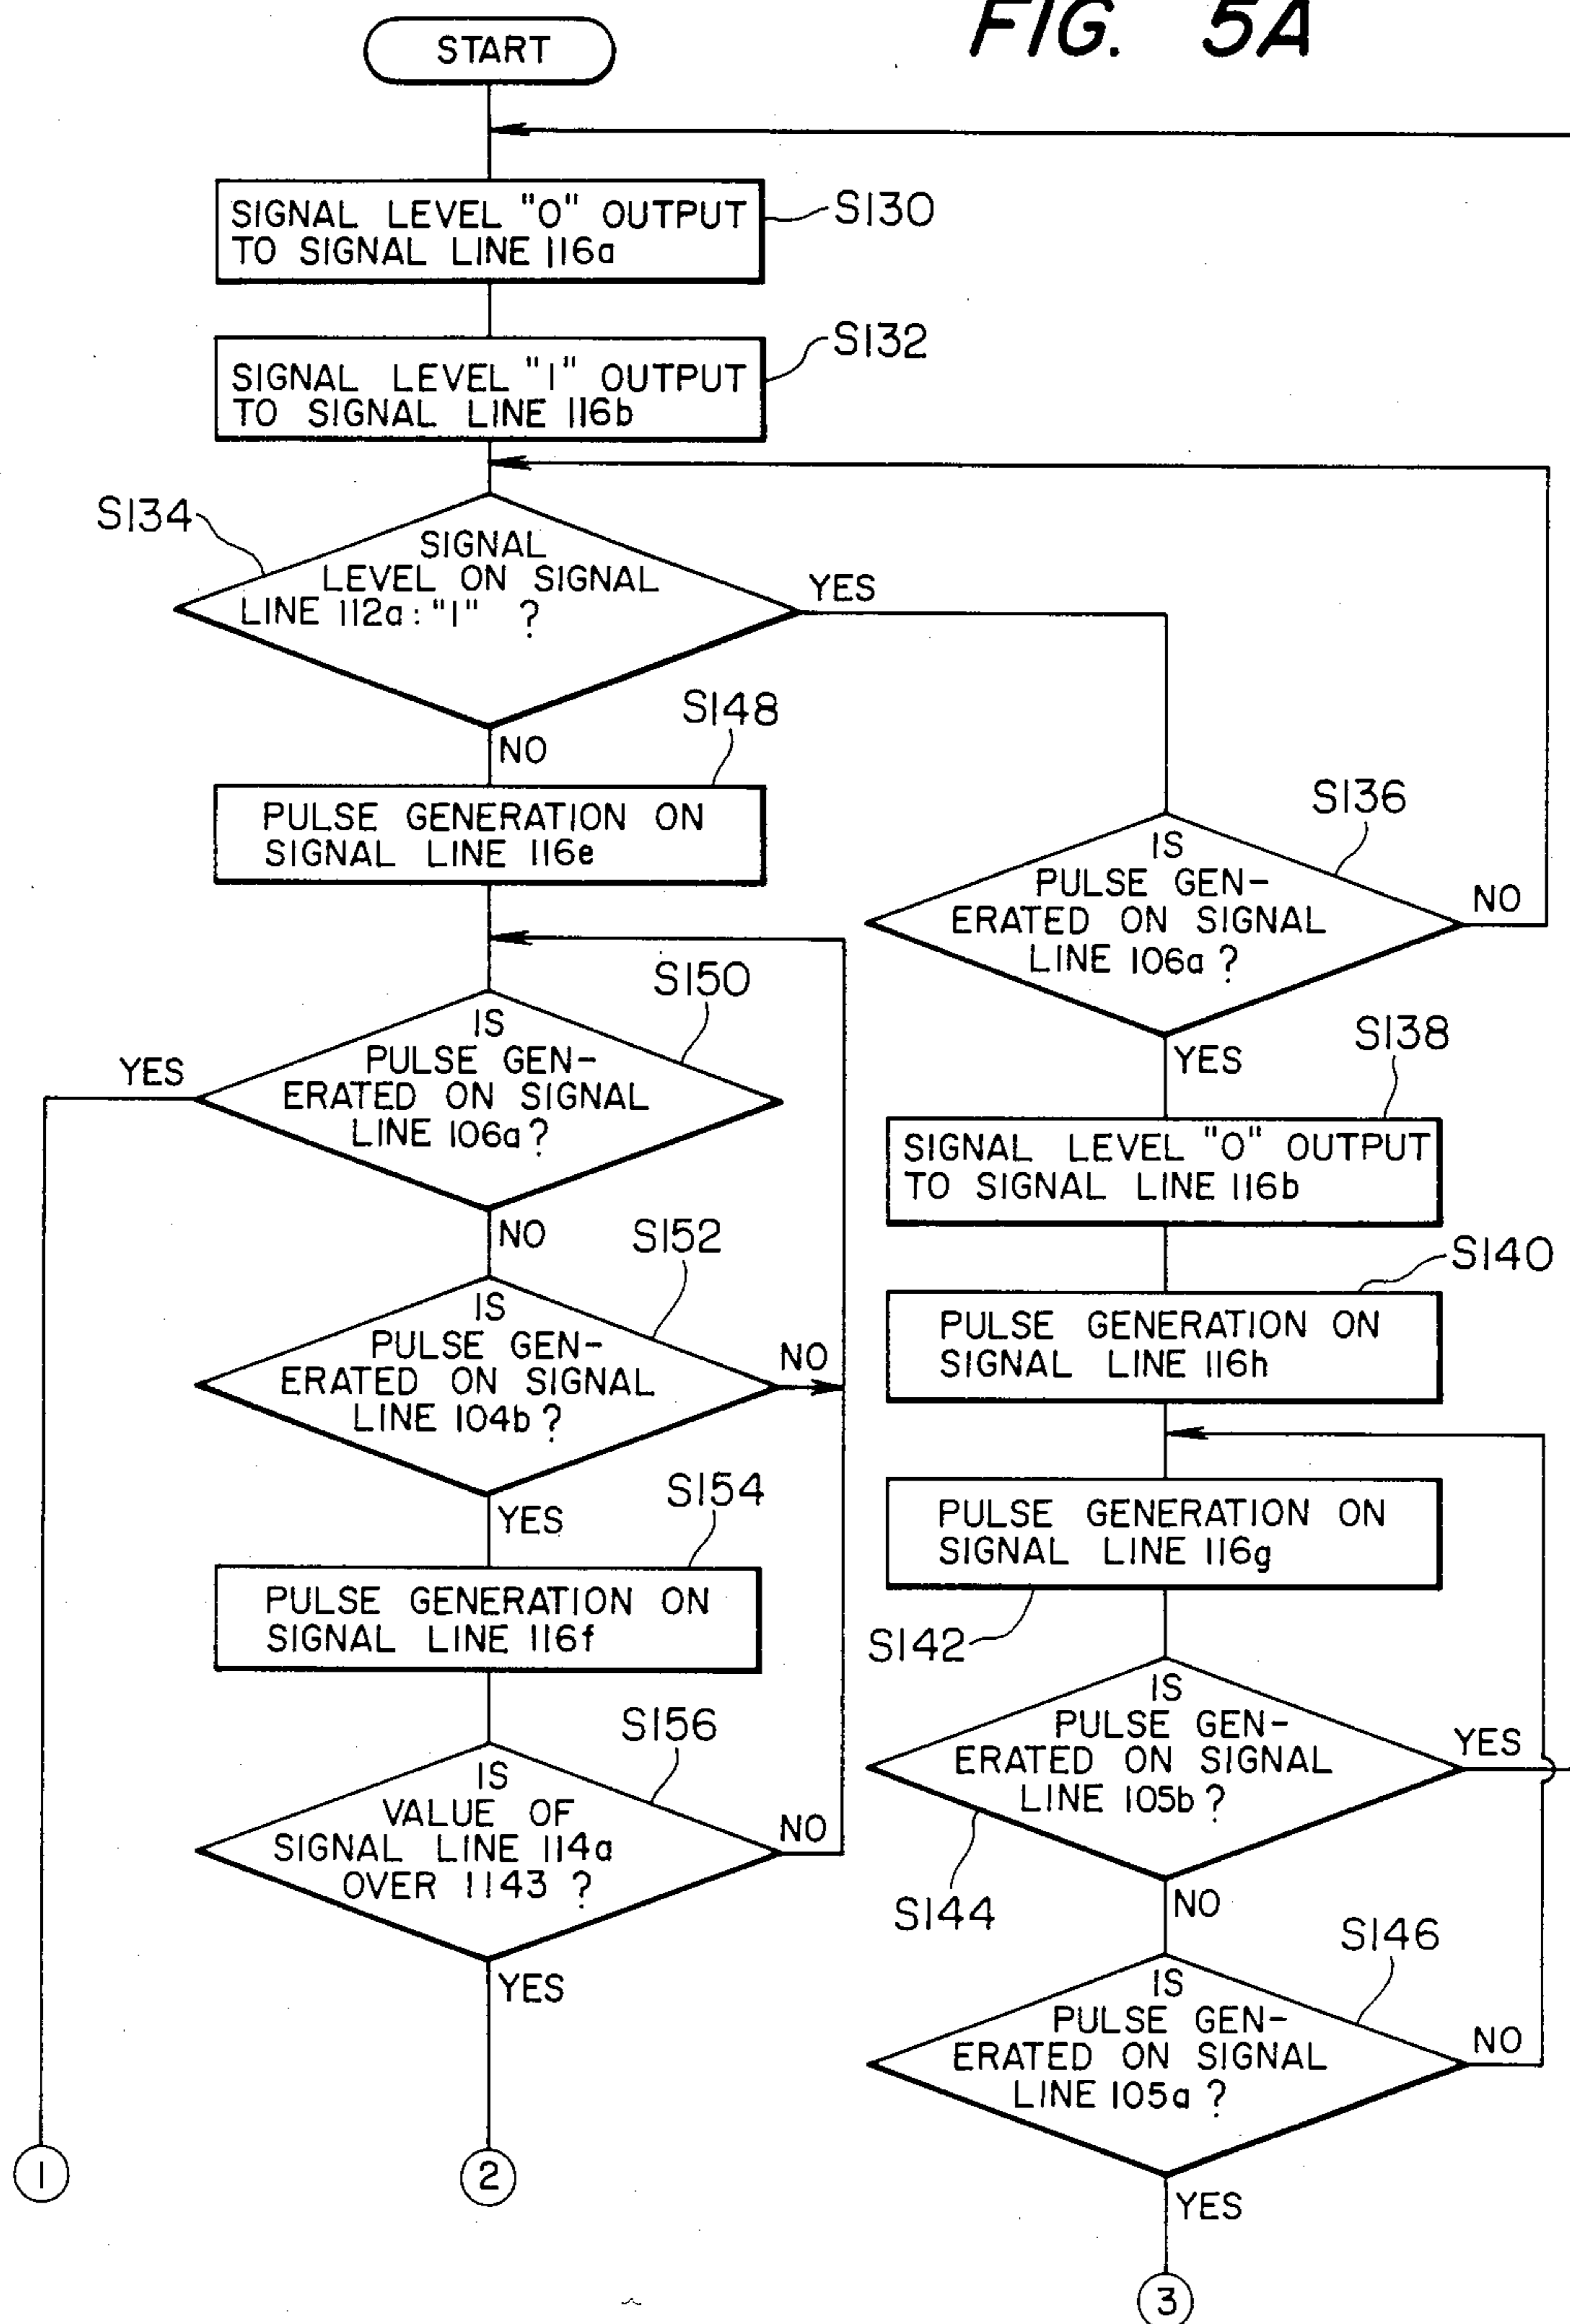 FIG. 5A
START
SIGNAL LEVEL "0" OUTPUT
TO SIGNAL LINE 116a
S130
SIGNAL LEVEL "1" OUTPUT
TO SIGNAL LINE 116b
S132
S134
SIGNAL
LEVEL ON SIGNAL
LINE 112a: "1" ?
YES
NO
S148
PULSE GENERATION ON
SIGNAL LINE 116e
S150
IS
PULSE GEN-
ERATED ON SIGNAL
LINE 106a?
YES
NO
S152
IS
PULSE GEN-
ERATED ON SIGNAL
LINE 104b?
NO
YES
S154
PULSE GENERATION ON
SIGNAL LINE 116f
S156
IS
VALUE OF
SIGNAL LINE 114a
OVER 1143 ?
NO
YES
1
2
S136
IS
PULSE GEN-
ERATED ON SIGNAL
LINE 106a?
NO
YES
S138
SIGNAL LEVEL "0" OUTPUT
TO SIGNAL LINE 116b
S140
PULSE GENERATION ON
SIGNAL LINE 116h
PULSE GENERATION ON
SIGNAL LINE 116g
S142
IS
PULSE GEN-
ERATED ON SIGNAL
LINE 105b?
YES
S144
NO
S146
IS
PULSE GEN-
ERATED ON SIGNAL
LINE 105a ?
NO
YES
3